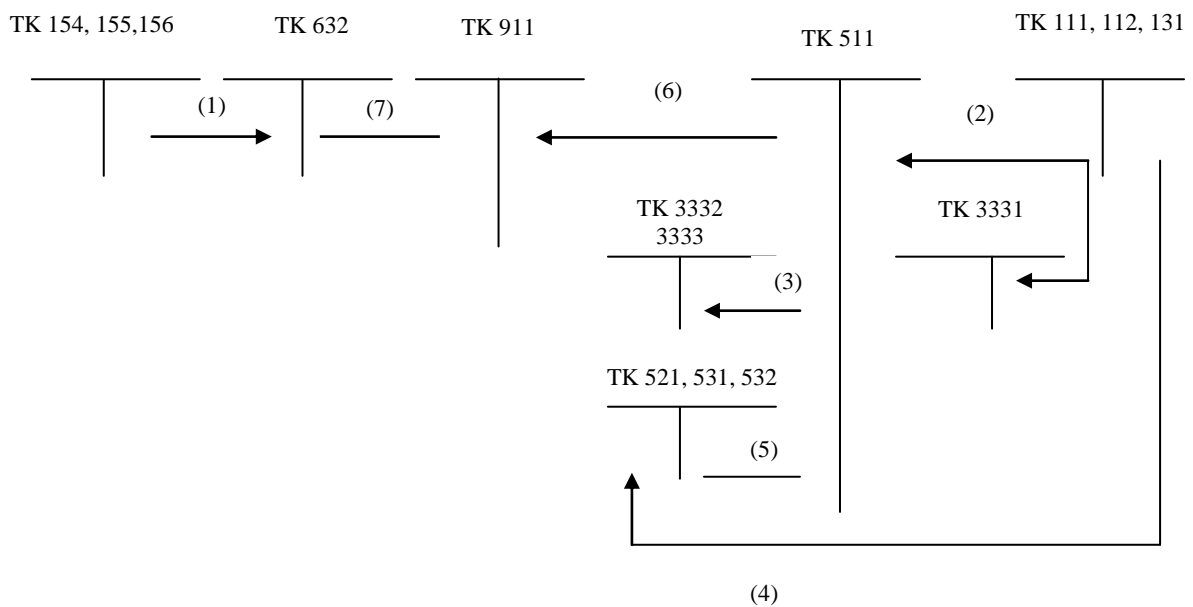 TK 154, 155,156
TK 632
TK 911
TK 511
TK 111, 112, 131
(1)
(7)
(6)
(2)
TK 3332
3333
TK 3331
(3)
TK 521, 531, 532
(5)
(4)